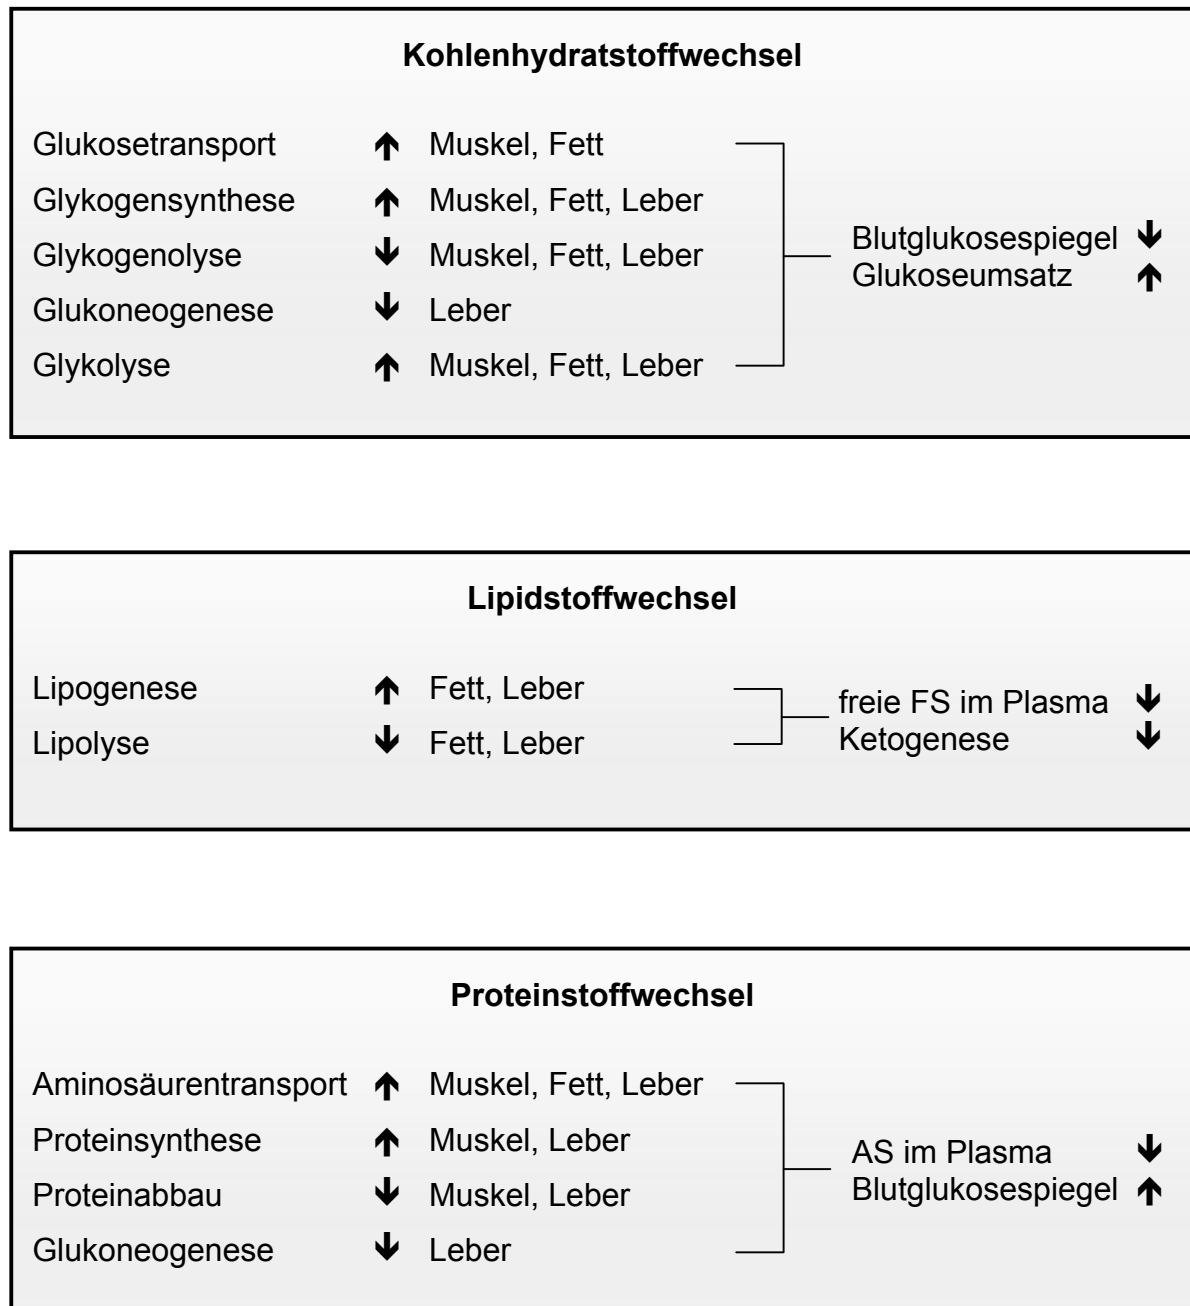 Kohlenhydratstoffwechsel
Glukosetransport ↑ Muskel, Fett
Glykogensynthese ↑ Muskel, Fett, Leber
Glykogenolyse ↓ Muskel, Fett, Leber
Glukoneogenese ↓ Leber
Glykolyse ↑ Muskel, Fett, Leber
Blutglukosespiegel ↓
Glukoseumsatz ↑
Lipidstoffwechsel
Lipogenese ↑ Fett, Leber
Lipolyse ↓ Fett, Leber
freie FS im Plasma ↓
Ketogenese ↓
Proteinstoffwechsel
Aminosäurentransport ↑ Muskel, Fett, Leber
Proteinsynthese ↑ Muskel, Leber
Proteinabbau ↓ Muskel, Leber
Glukoneogenese ↓ Leber
AS im Plasma ↓
Blutglukosespiegel ↑